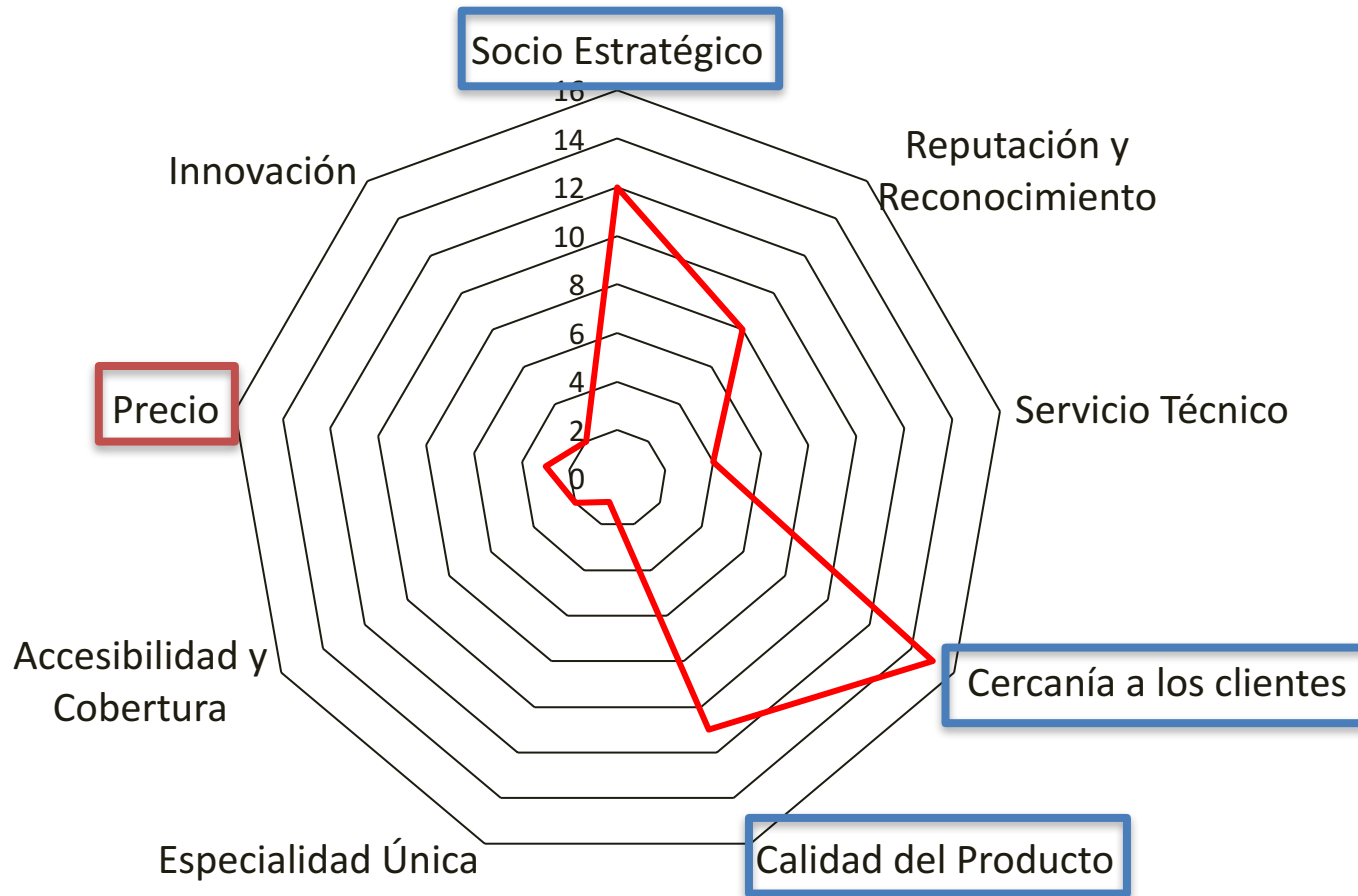 Socio Estratégico
16
14
12
10
8
6
4
2
0
Reputación y
Reconocimiento
Servicio Técnico
Cercanía a los clientes
Calidad del Producto
Especialidad Única
Accesibilidad y
Cobertura
Precio
Innovación